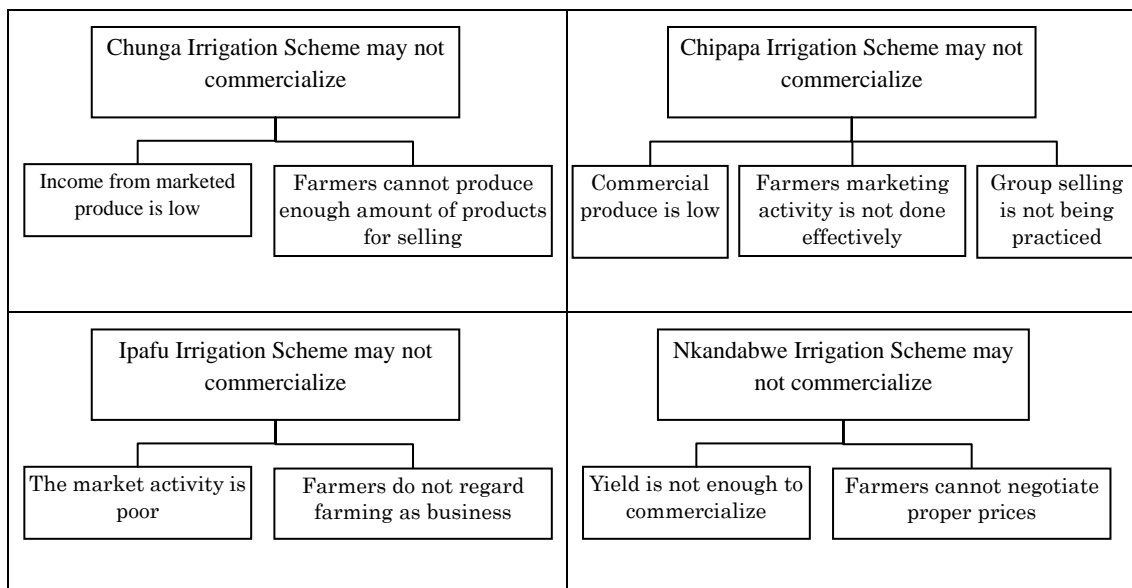 Chunga Irrigation Scheme may not
commercialize
Income from marketed
produce is low
Farmers cannot produce
enough amount of products
for selling
Chipapa Irrigation Scheme may not
commercialize
Commercial
produce is low
Farmers marketing
activity is not done
effectively
Group selling
is not being
practiced
Ipafu Irrigation Scheme may not
commercialize
The market activity is
poor
Farmers do not regard
farming as business
Nkandabwe Irrigation Scheme may
not commercialize
Yield is not enough to
commercialize
Farmers cannot negotiate
proper prices